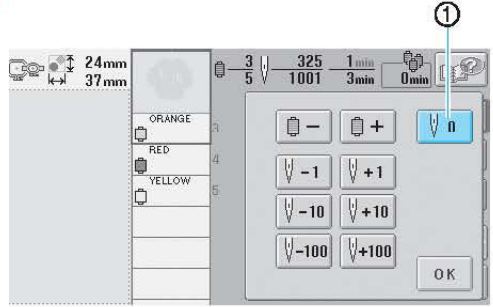 ①
24mm
37mm
3
5
325
1001
1min
3min
0min
?
ORANGE
3
RED
4
YELLOW
5
−
+
0
−1
+1
−10
+10
−100
+100
OK